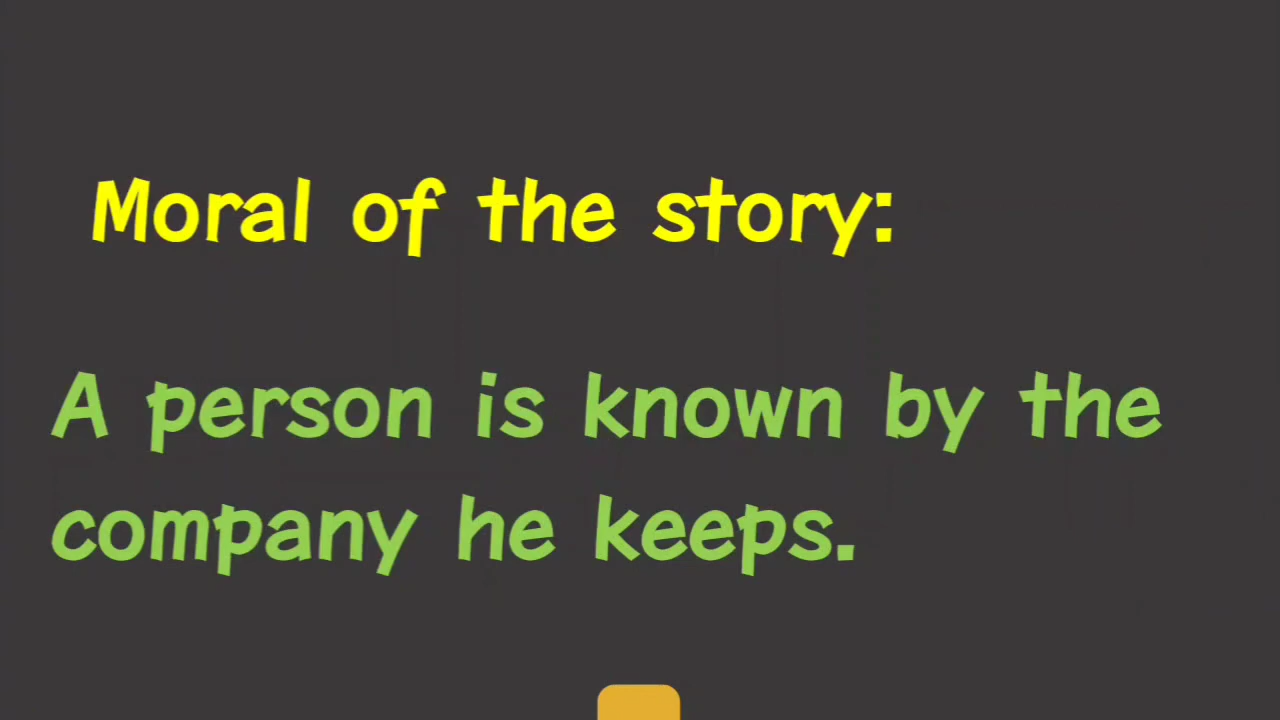 Moral of the story:
A person is known by the
company he keeps.